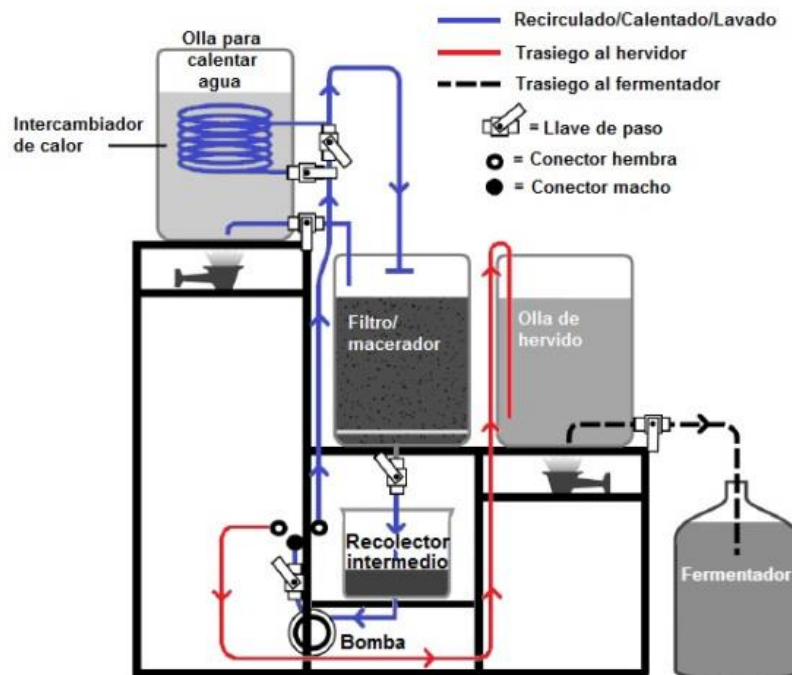 Olla para
calentar
agua
Intercambiador
de calor
Recirculado/Calentado/Lavado
Trasiego al hervidor
Trasiego al fermentador
= Llave de paso
= Conector hembra
= Conector macho
Filtro/
macerador
Olla de
hervido
Recolector
intermedio
Bomba
Fermentador